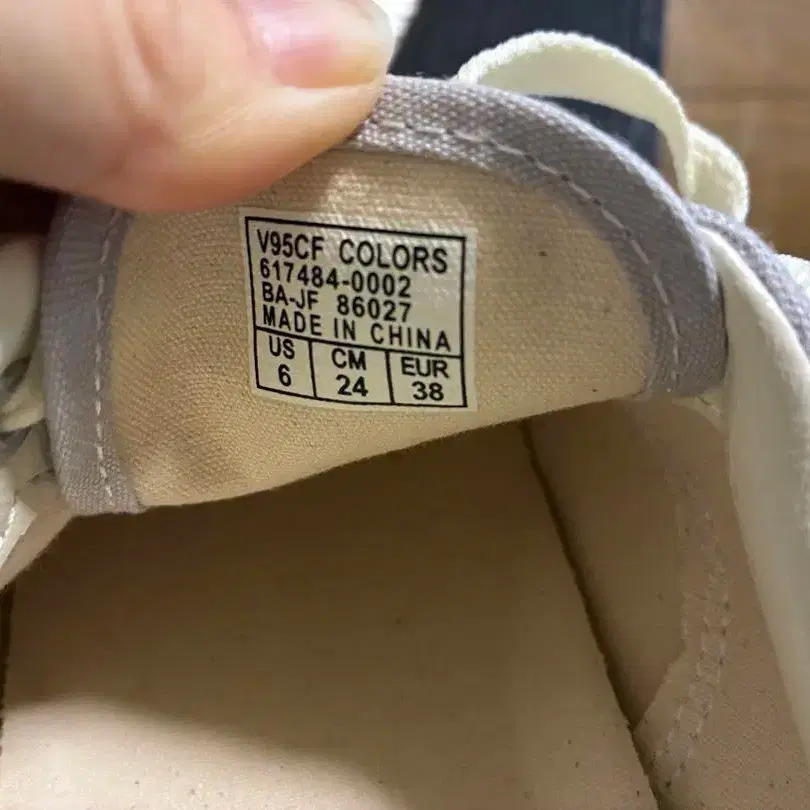 V95CF COLORS
617484-0002
BA-JF 86027
MADE IN CHINA
US CM EUR
6 24 38